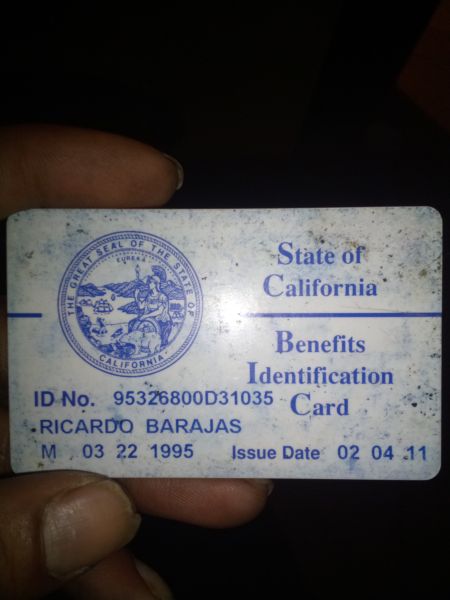 THE GREAT SEAL OF THE STATE OF CALIFORNIA
EUREKA
State of
California
Benefits
Identification
Card
ID No. 95326800D31035
RICARDO BARAJAS
M 03 22 1995 Issue Date 02 04 11